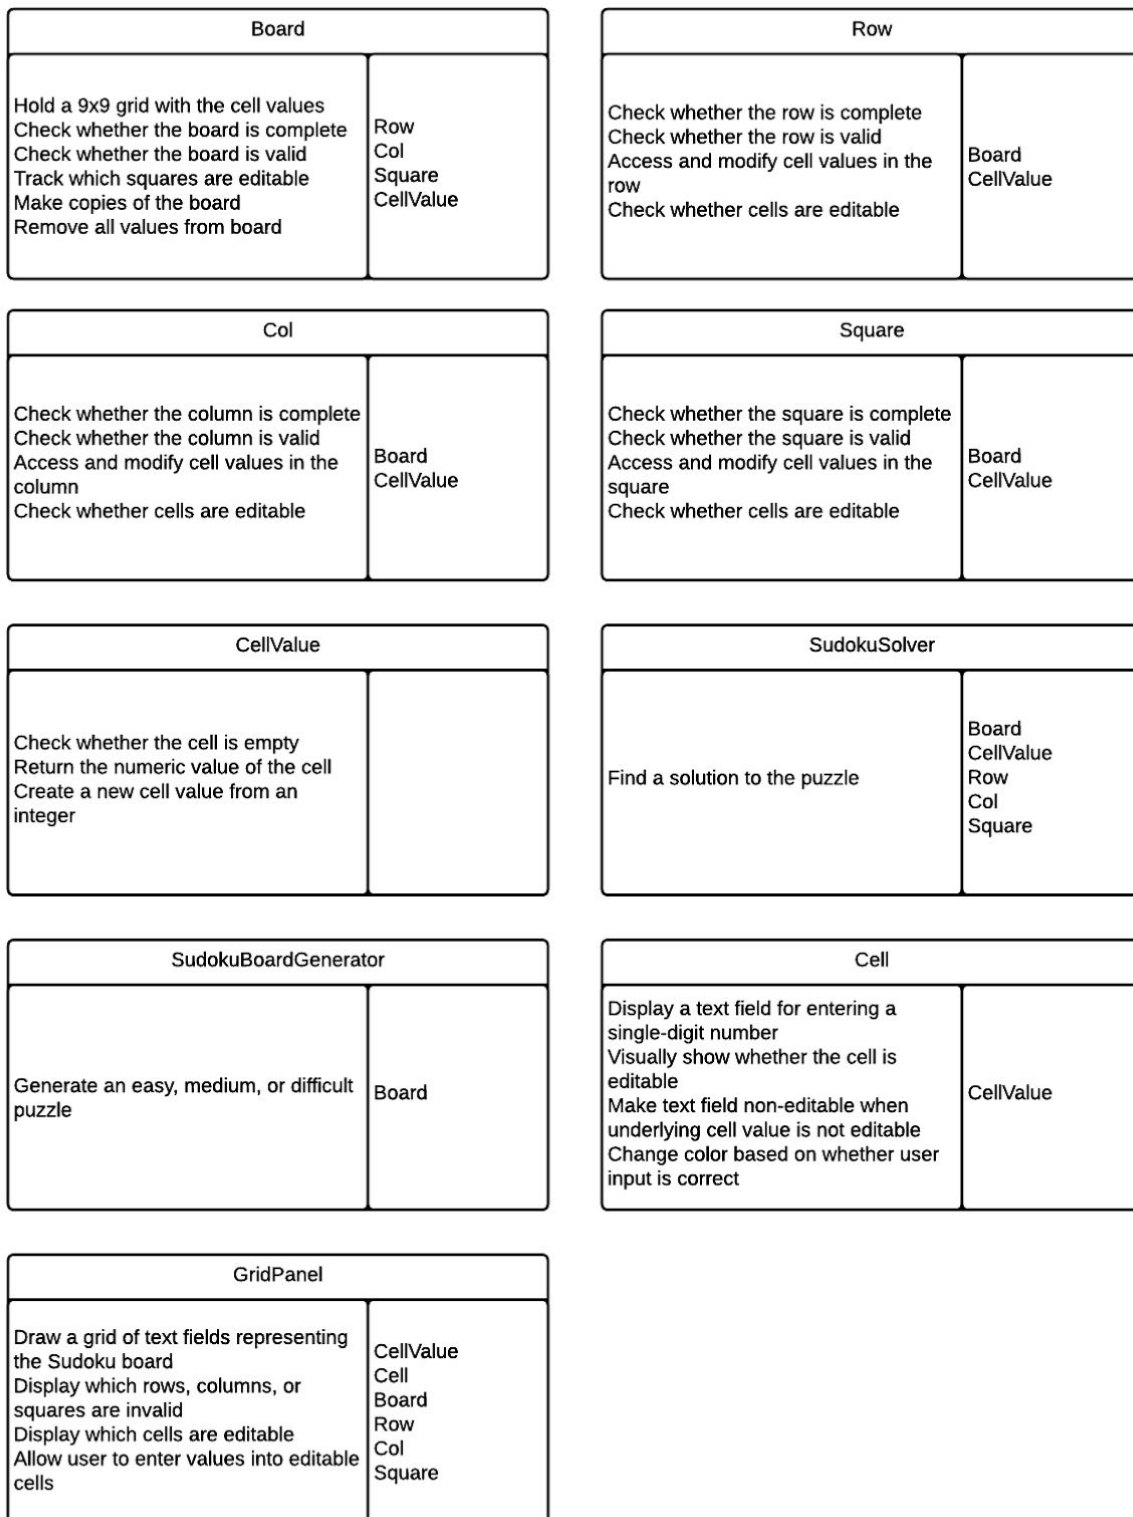 Board
Hold a 9x9 grid with the cell values
Check whether the board is complete
Check whether the board is valid
Track which squares are editable
Make copies of the board
Remove all values from board
Row
Col
Square
CellValue
Row
Check whether the row is complete
Check whether the row is valid
Access and modify cell values in the
row
Check whether cells are editable
Board
CellValue
Col
Check whether the column is complete
Check whether the column is valid
Access and modify cell values in the
column
Check whether cells are editable
Board
CellValue
Square
Check whether the square is complete
Check whether the square is valid
Access and modify cell values in the
square
Check whether cells are editable
Board
CellValue
CellValue
Check whether the cell is empty
Return the numeric value of the cell
Create a new cell value from an
integer
SudokuSolver
Find a solution to the puzzle
Board
CellValue
Row
Col
Square
SudokuBoardGenerator
Generate an easy, medium, or difficult
puzzle
Board
Cell
Display a text field for entering a
single-digit number
Visually show whether the cell is
editable
Make text field non-editable when
underlying cell value is not editable
Change color based on whether user
input is correct
CellValue
GridPanel
Draw a grid of text fields representing
the Sudoku board
Display which rows, columns, or
squares are invalid
Display which cells are editable
Allow user to enter values into editable
cells
CellValue
Cell
Board
Row
Col
Square